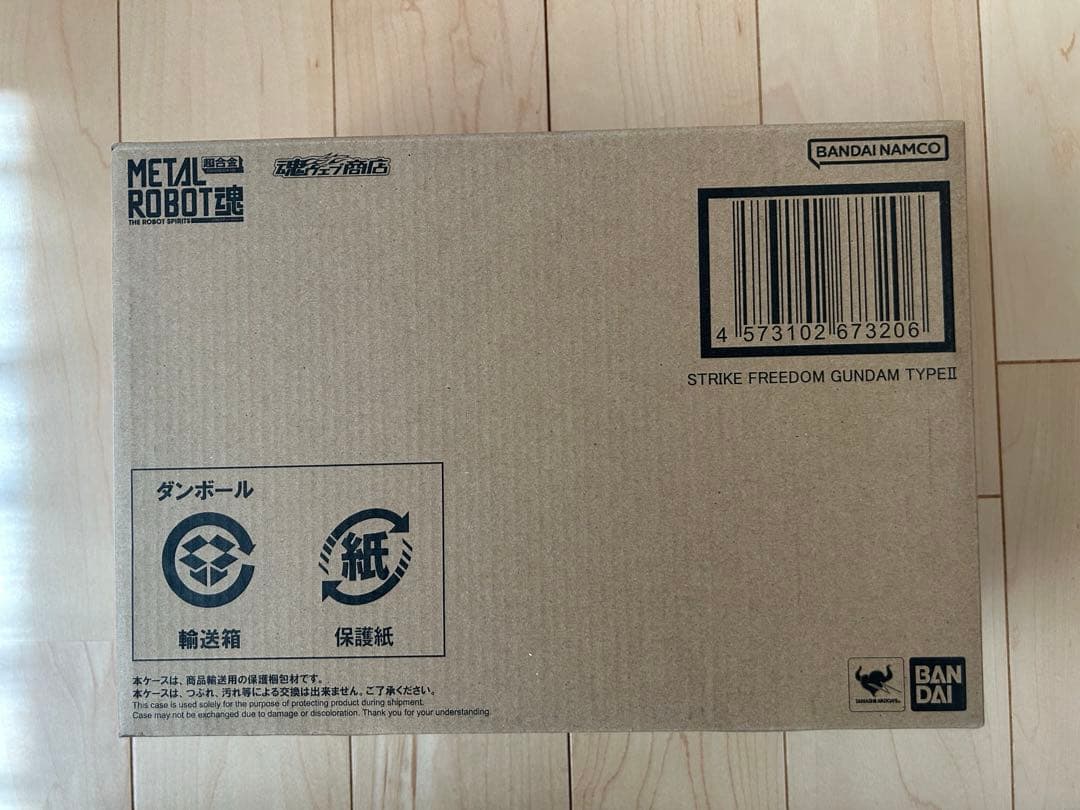 METAL 超合金
ROBOT魂
THE ROBOT SPIRITS
魂ウェブ商店
BANDAI NAMCO
4 573102 673206
STRIKE FREEDOM GUNDAM TYPEⅡ
ダンボール
紙
輸送箱
保護紙
本ケースは、商品輸送用の保護梱包材です。
本ケースは、つぶれ、汚れ等による交換は出来ません。ご了承ください。
This case is used solely for the purpose of protecting product during shipment.
Case may not be exchanged due to damage or discoloration. Thank you for your understanding.
TAMASHII NATIONS
BAN
DAI